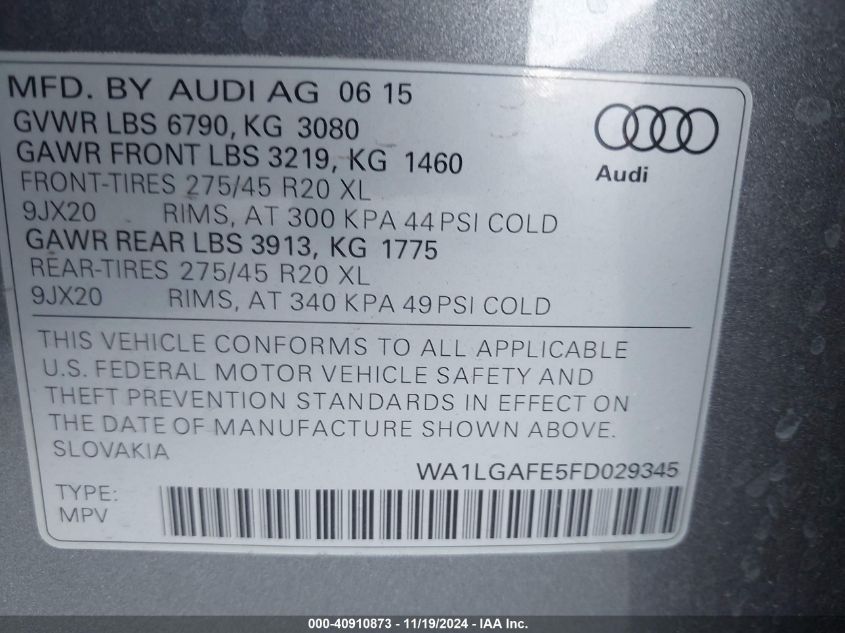 MFD. BY AUDI AG 06 15
GVWR LBS 6790, KG 3080
GAWR FRONT LBS 3219, KG 1460
FRONT-TIRES 275/45 R20 XL
9JX20 RIMS, AT 300 KPA 44 PSI COLD
GAWR REAR LBS 3913, KG 1775
REAR-TIRES 275/45 R20 XL
9JX20 RIMS, AT 340 KPA 49 PSI COLD
Audi
THIS VEHICLE CONFORMS TO ALL APPLICABLE
U.S. FEDERAL MOTOR VEHICLE SAFETY AND
THEFT PREVENTION STANDARDS IN EFFECT ON
THE DATE OF MANUFACTURE SHOWN ABOVE.
SLOVAKIA
WA1LGAFE5FD029345
TYPE:
MPV
000-40910873 - 11/19/2024 - IAA Inc.